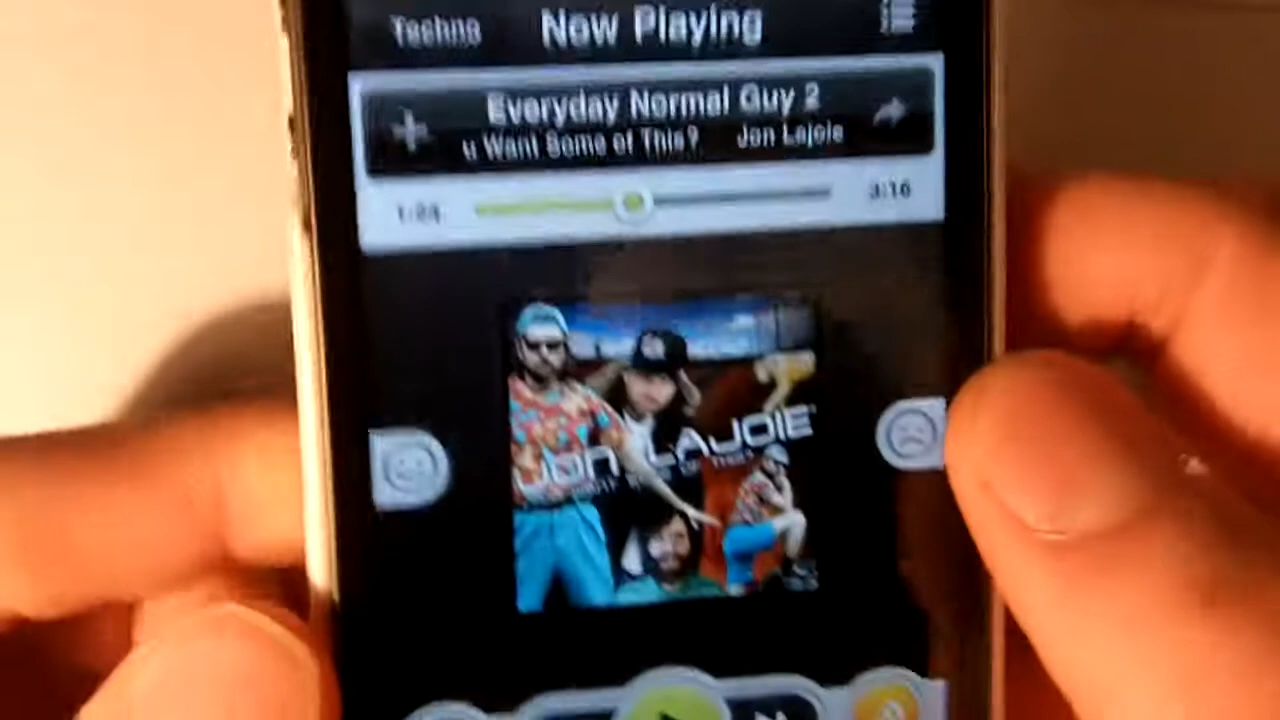 Techno Now Playing
Everyday Normal Guy 2
u Want Some of This? Jon Lajoie
1:24 3:16
JON LAJOIE